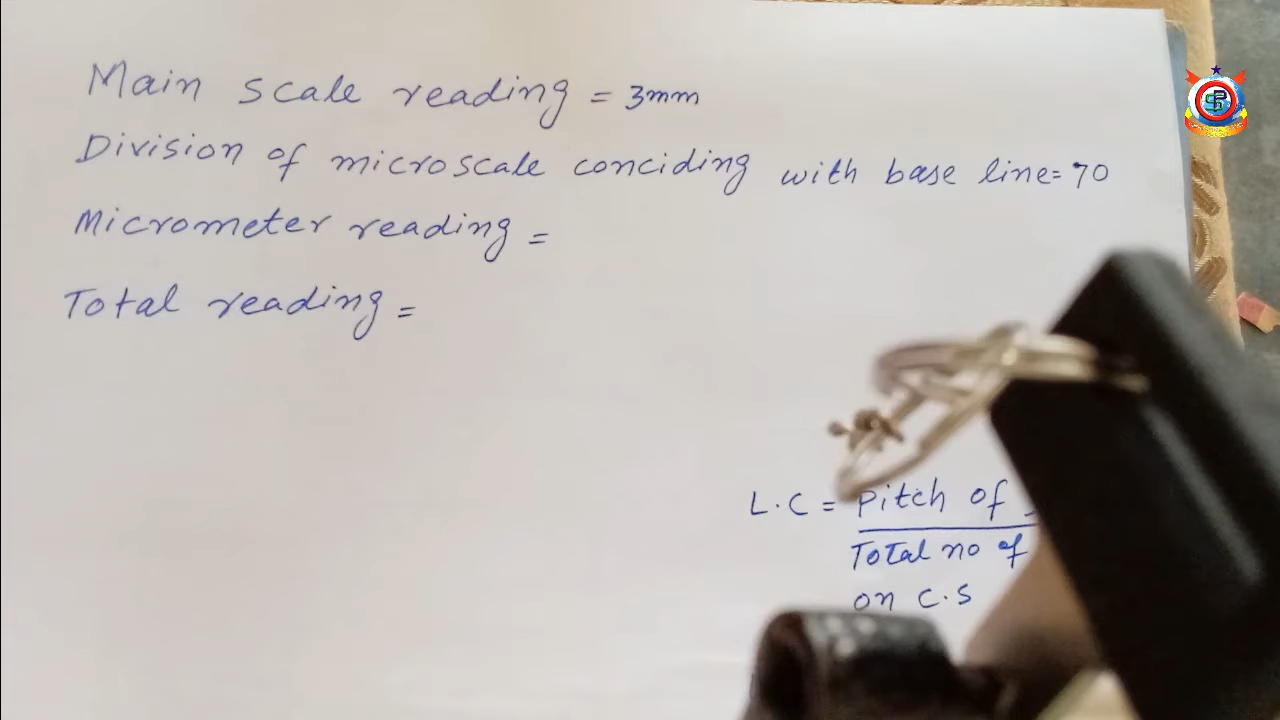 Main scale reading = 3mm
Division of microscale conciding with base line= 70
Micrometer reading =
Total reading =
L.C = Pitch of
Total no of
on C.S